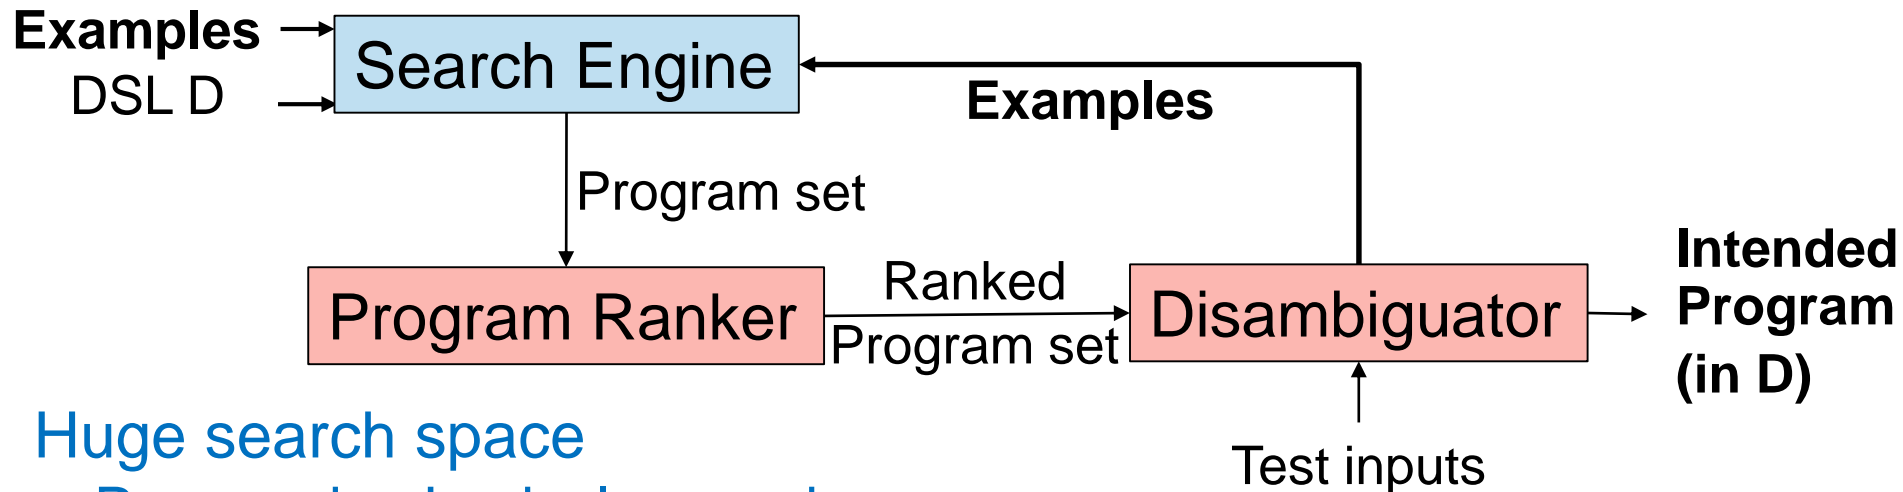 Examples
DSL D
Search Engine
Examples
Program set
Program Ranker
Ranked
Program set
Disambiguator
Intended
Program
(in D)
Test inputs
Huge search space